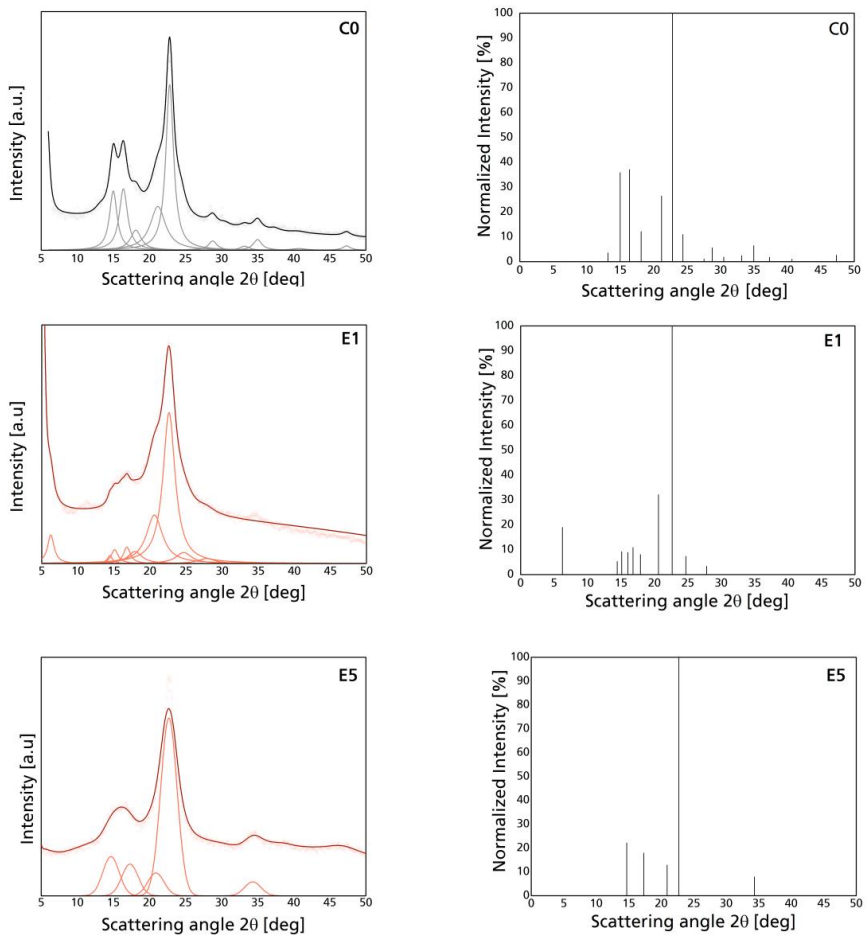 C0
Intensity [a.u.]
5 10 15 20 25 30 35 40 45 50
Scattering angle 2θ [deg]
C0
Normalized Intensity [%]
100
90
80
70
60
50
40
30
20
10
0
0 5 10 15 20 25 30 35 40 45 50
Scattering angle 2θ [deg]
E1
Intensity [a.u]
5 10 15 20 25 30 35 40 45 50
Scattering angle 2θ [deg]
E1
Normalized Intensity [%]
100
90
80
70
60
50
40
30
20
10
0
0 5 10 15 20 25 30 35 40 45 50
Scattering angle 2θ [deg]
E5
Intensity [a.u]
5 10 15 20 25 30 35 40 45 50
Scattering angle 2θ [deg]
E5
Normalized Intensity [%]
100
90
80
70
60
50
40
30
20
10
0
0 5 10 15 20 25 30 35 40 45 50
Scattering angle 2θ [deg]